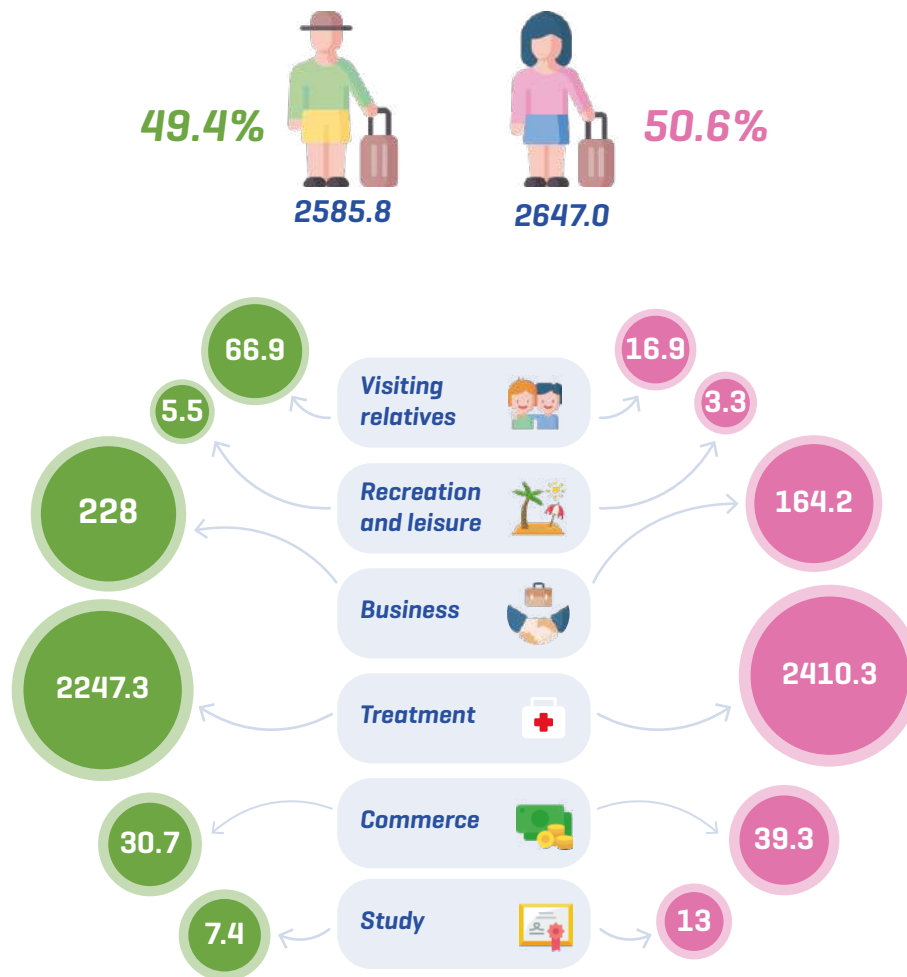 49.4%
50.6%
2585.8
2647.0
66.9
16.9
Visiting
relatives
5.5
3.3
Recreation
and leisure
228
164.2
Business
2247.3
2410.3
Treatment
Commerce
30.7
39.3
Study
7.4
13